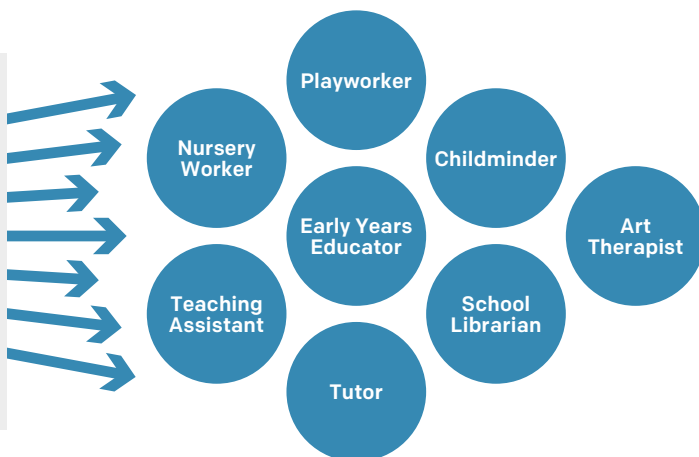 Playworker
Nursery
Worker
Childminder
Early Years
Educator
Art
Therapist
Teaching
Assistant
School
Librarian
Tutor